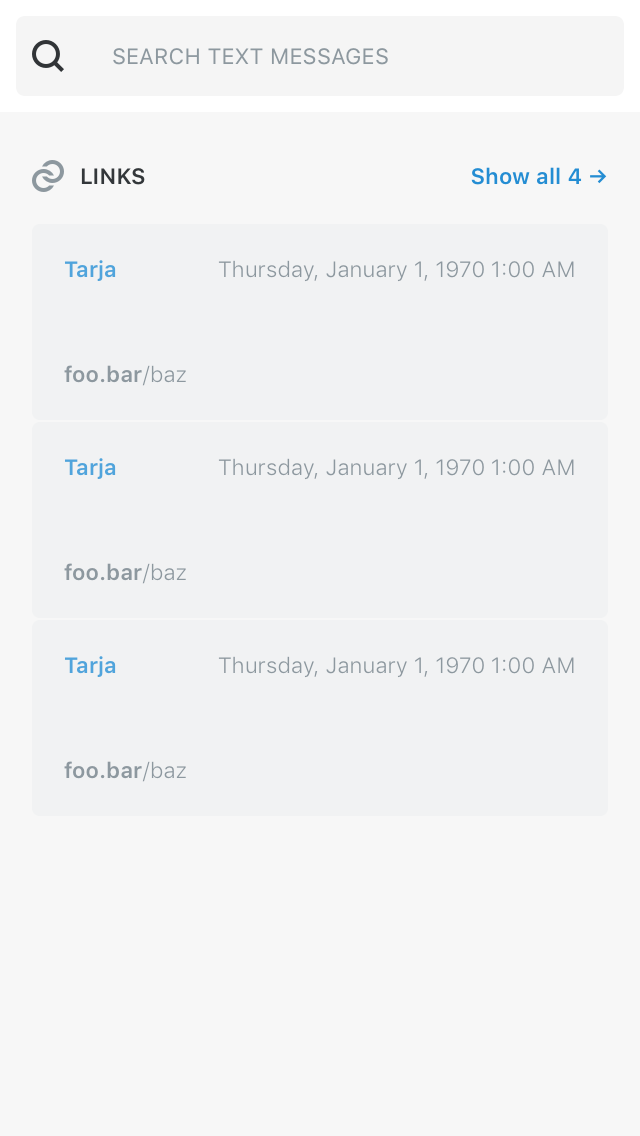 SEARCH TEXT MESSAGES
LINKS Show all 4 →
Tarja Thursday, January 1, 1970 1:00 AM
foo.bar/baz
Tarja Thursday, January 1, 1970 1:00 AM
foo.bar/baz
Tarja Thursday, January 1, 1970 1:00 AM
foo.bar/baz